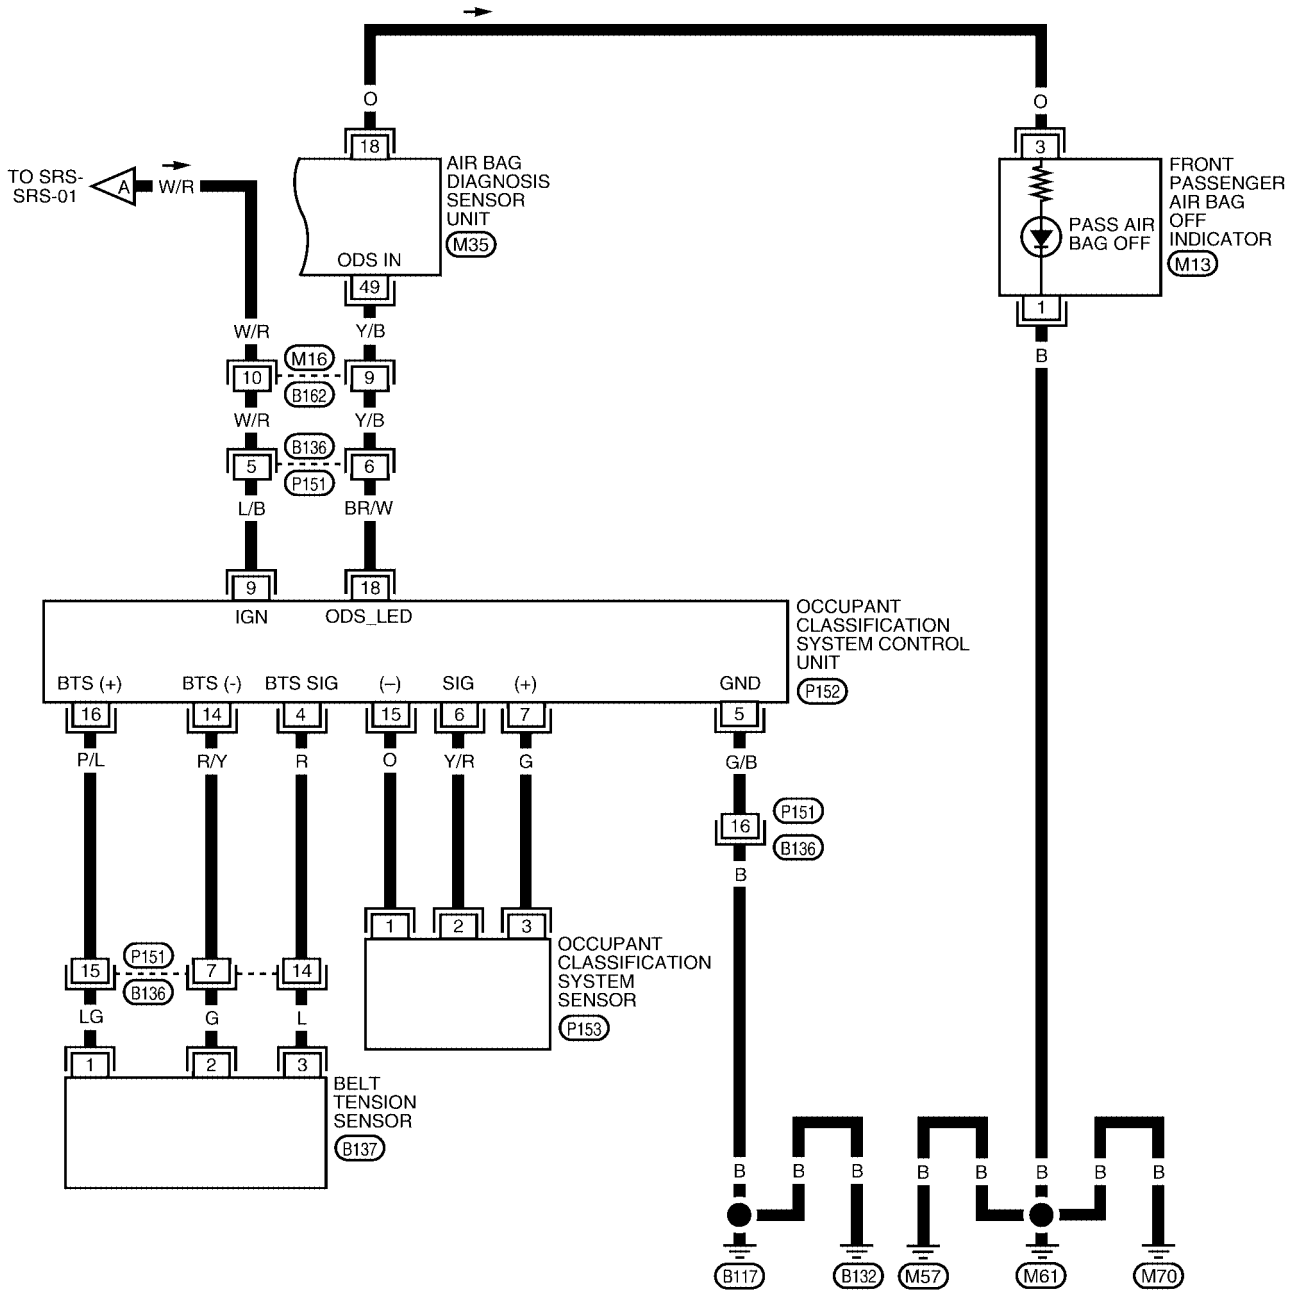 O
O
18
3
AIR BAG
DIAGNOSIS
SENSOR
UNIT
M35
FRONT
PASSENGER
AIR BAG
OFF
INDICATOR
M13
TO SRS-
SRS-01
A
W/R
PASS AIR
BAG OFF
ODS IN
49
1
W/R
Y/B
B
M16
10
9
B162
W/R
Y/B
B136
5
6
P151
L/B
BR/W
9
18
IGN
ODS_LED
OCCUPANT
CLASSIFICATION
SYSTEM CONTROL
UNIT
P152
BTS (+)
BTS (-)
BTS SIG
(–)
SIG
(+)
GND
16
14
4
15
6
7
5
P/L
R/Y
R
O
Y/R
G
G/B
P151
16
B136
B
1
2
3
OCCUPANT
CLASSIFICATION
SYSTEM
SENSOR
P153
P151
15
7
14
B136
LG
G
L
1
2
3
BELT
TENSION
SENSOR
B137
B
B
B
B
B
B
B
B
B117
B132
M57
M61
M70